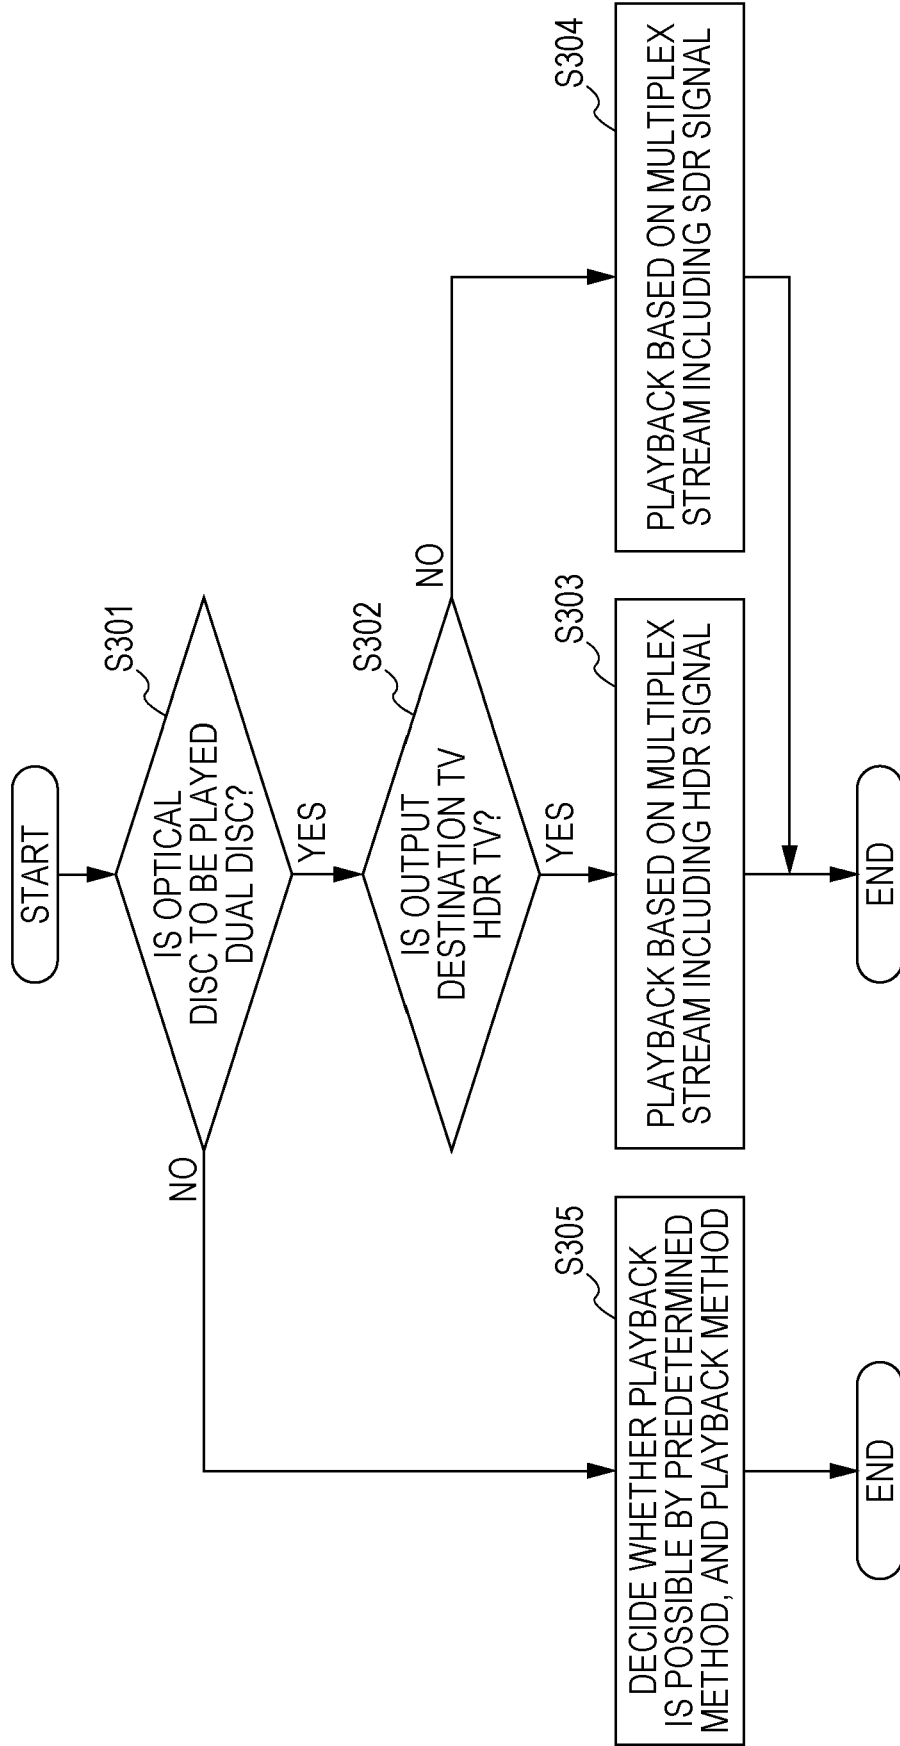 START
S301
IS OPTICAL
DISC TO BE PLAYED
DUAL DISC?
NO
YES
S302
IS OUTPUT
DESTINATION TV
HDR TV?
NO
YES
S305
DECIDE WHETHER PLAYBACK
IS POSSIBLE BY PREDETERMINED
METHOD, AND PLAYBACK METHOD
S303
PLAYBACK BASED ON MULTIPLEX
STREAM INCLUDING HDR SIGNAL
S304
PLAYBACK BASED ON MULTIPLEX
STREAM INCLUDING SDR SIGNAL
END
END